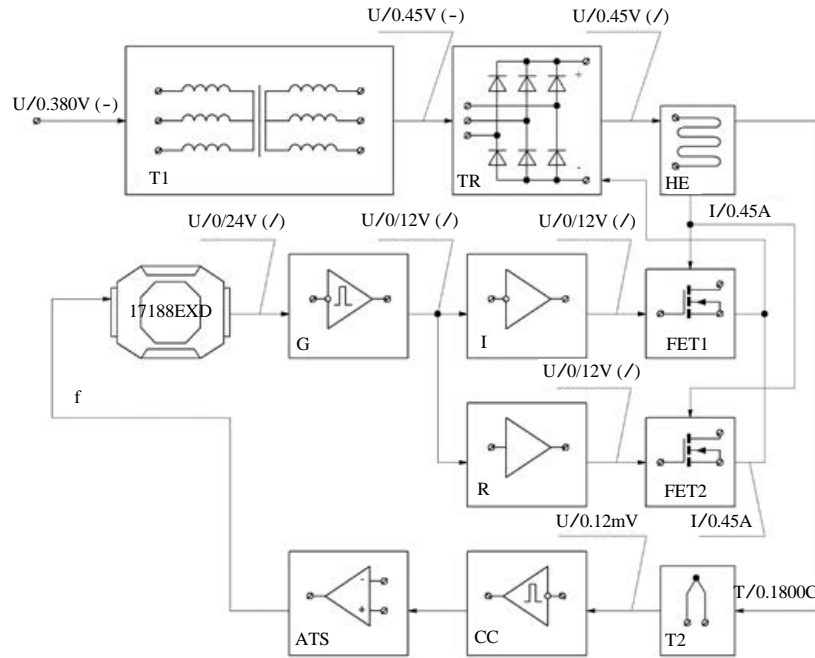 U/0.45V (-)
U/0.45V (/)
U/0.380V (-)
T1
TR
+
-
HE
I/0.45A
U/0/24V (/)
U/0/12V (/)
U/0/12V (/)
17188EXD
G
I
FET1
f
U/0/12V (/)
R
FET2
U/0.12mV
I/0.45A
T/0.1800C
-
+
ATS
CC
T2